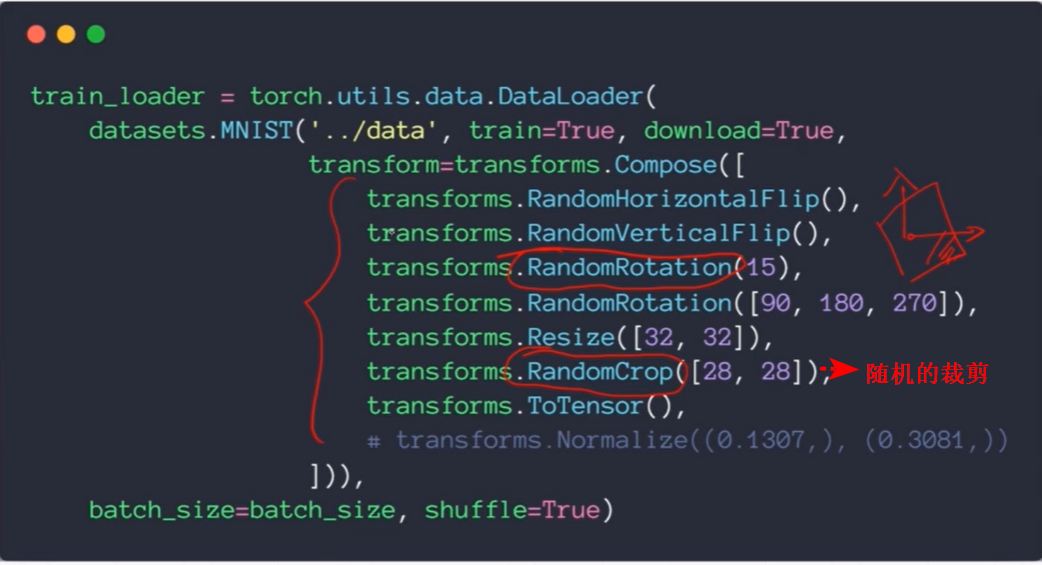 train_loader = torch.utils.data.DataLoader(
datasets.MNIST('../data', train=True, download=True,
transform=transforms.Compose([
transforms.RandomHorizontalFlip(),
transforms.RandomVerticalFlip(),
transforms.RandomRotation(15),
transforms.RandomRotation([90, 180, 270]),
transforms.Resize([32, 32]),
transforms.RandomCrop([28, 28]), 随机的裁剪
transforms.ToTensor(),
# transforms.Normalize((0.1307,), (0.3081,))
])),
batch_size=batch_size, shuffle=True)